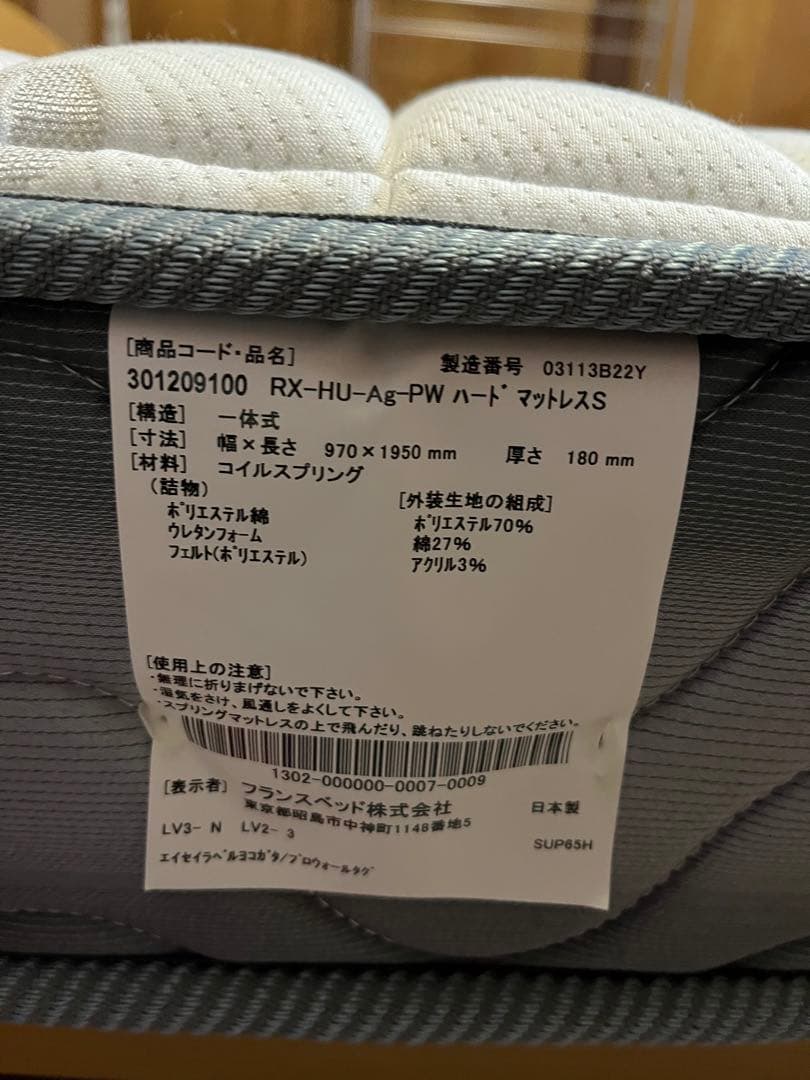 [商品コード・品名]
製造番号 03113B22Y
301209100 RX-HU-Ag-PW ハード マットレスS
[構造] 一体式
[寸法] 幅×長さ 970×1950 mm 厚さ 180 mm
[材料] コイルスプリング
(詰物)
ポリエステル綿
ウレタンフォーム
フェルト(ポリエステル)
[外装生地の組成]
ポリエステル70%
綿27%
アクリル3%
[使用上の注意]
・無理に折りまげないで下さい。
・湿気をさけ、風通しをよくして下さい。
・スプリングマットレスの上で飛んだり、跳ねたりしないでください。
1302-000000-0007-0009
[表示者] フランスベッド株式会社 日本製
東京都昭島市中神町1148番地5
LV3- N LV2- 3
SUP65H
エイセイラベルヨコガタ/プロウォールタグ